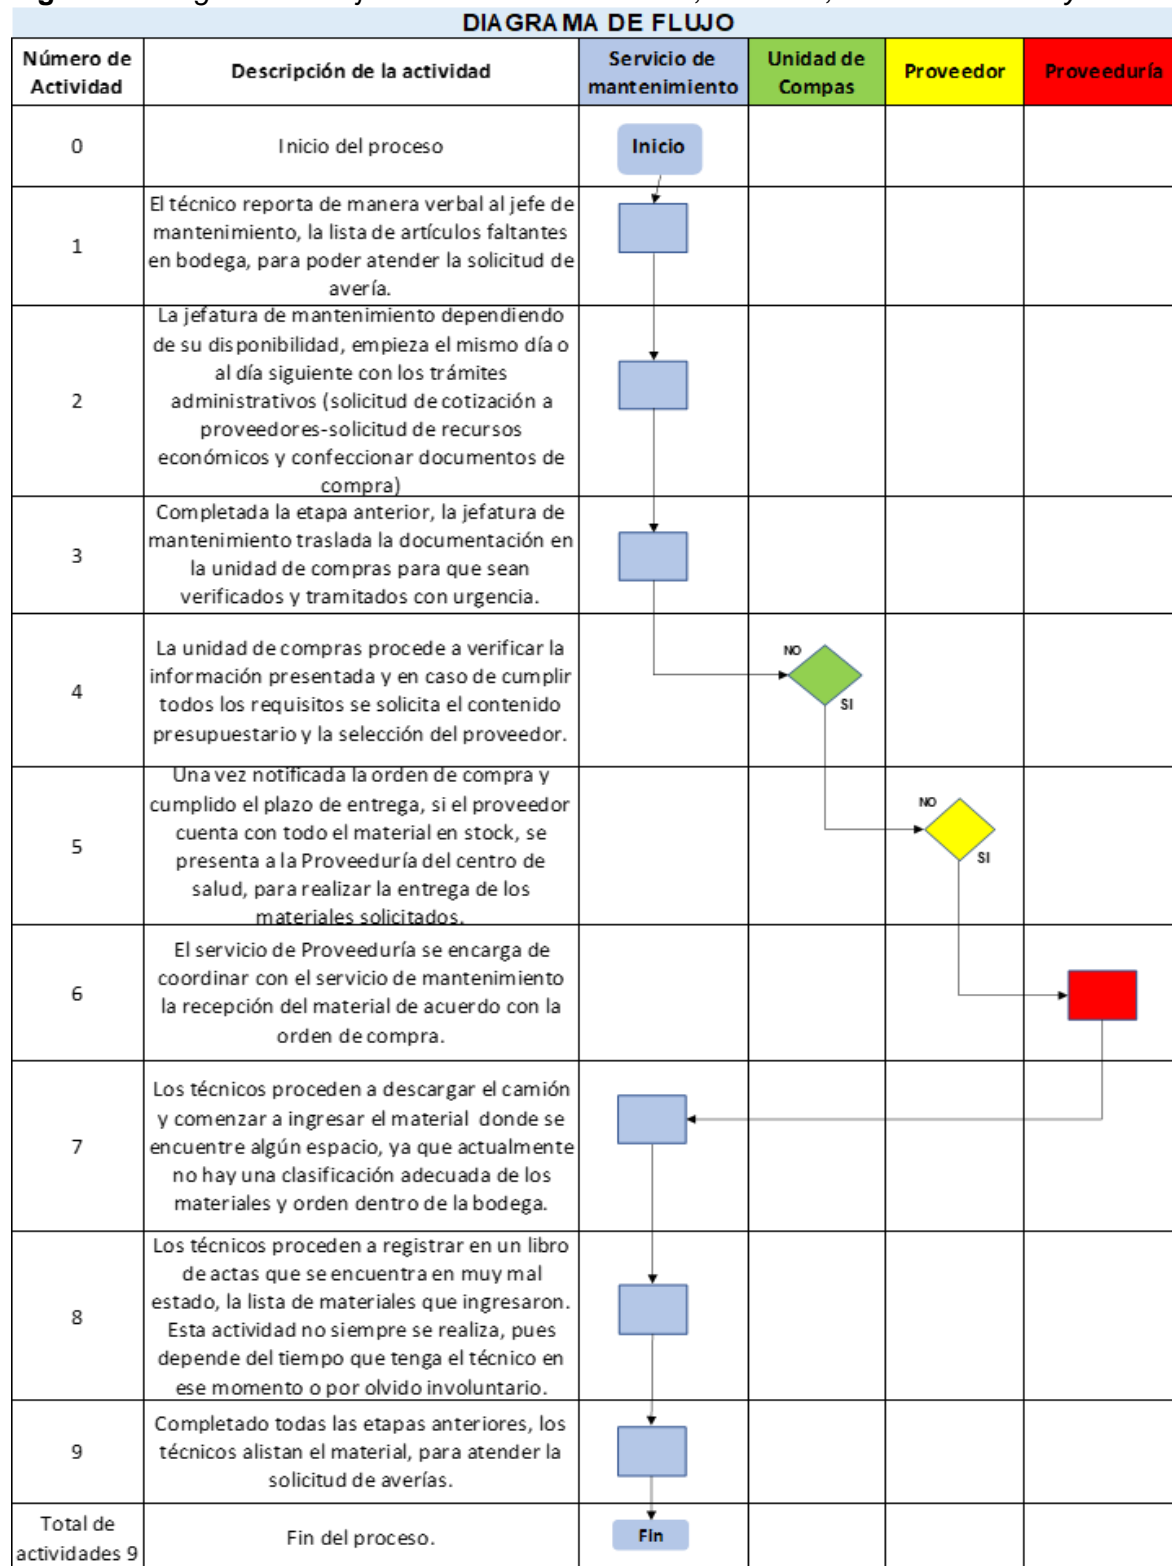 DIAGRAMA DE FLUJO
Número de
Actividad
Descripción de la actividad
Servicio de
mantenimiento
Unidad de
Compas
Proveedor
Proveeduría
0
Inicio del proceso
Inicio
1
El técnico reporta de manera verbal al jefe de
mantenimiento, la lista de artículos faltantes
en bodega, para poder atender la solicitud de
avería.
2
La jefatura de mantenimiento dependiendo
de su disponibilidad, empieza el mismo día o
al día siguiente con los trámites
administrativos (solicitud de cotización a
proveedores-solicitud de recursos
económicos y confeccionar documentos de
compra)
3
Completada la etapa anterior, la jefatura de
mantenimiento traslada la documentación en
la unidad de compras para que sean
verificados y tramitados con urgencia.
4
La unidad de compras procede a verificar la
información presentada y en caso de cumplir
todos los requisitos se solicita el contenido
presupuestario y la selección del proveedor.
NO
SI
5
Una vez notificada la orden de compra y
cumplido el plazo de entrega, si el proveedor
cuenta con todo el material en stock, se
presenta a la Proveeduría del centro de
salud, para realizar la entrega de los
materiales solicitados.
NO
SI
6
El servicio de Proveeduría se encarga de
coordinar con el servicio de mantenimiento
la recepción del material de acuerdo con la
orden de compra.
7
Los técnicos proceden a descargar el camión
y comenzar a ingresar el material donde se
encuentre algún espacio, ya que actualmente
no hay una clasificación adecuada de los
materiales y orden dentro de la bodega.
8
Los técnicos proceden a registrar en un libro
de actas que se encuentra en muy mal
estado, la lista de materiales que ingresaron.
Esta actividad no siempre se realiza, pues
depende del tiempo que tenga el técnico en
ese momento o por olvido involuntario.
9
Completado todas las etapas anteriores, los
técnicos alistan el material, para atender la
solicitud de averías.
Total de
actividades 9
Fin del proceso.
Fin